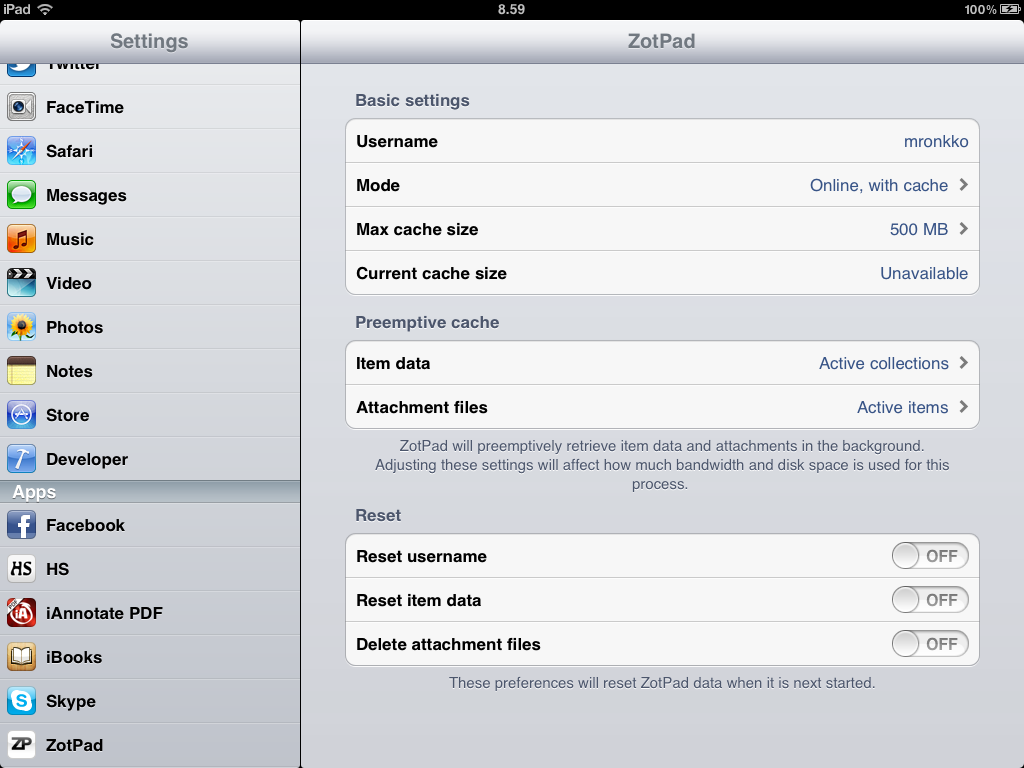 iPad 8.59 100%
Settings
ZotPad
Twitter
FaceTime
Safari
Messages
Music
Video
Photos
Notes
Store
Developer
Apps
Facebook
HS HS
iA iAnnotate PDF
iBooks
Skype
ZP ZotPad
Basic settings
Username mronkko
Mode Online, with cache
Max cache size 500 MB
Current cache size Unavailable
Preemptive cache
Item data Active collections
Attachment files Active items
ZotPad will preemptively retrieve item data and attachments in the background.
Adjusting these settings will affect how much bandwidth and disk space is used for this
process.
Reset
Reset username OFF
Reset item data OFF
Delete attachment files OFF
These preferences will reset ZotPad data when it is next started.